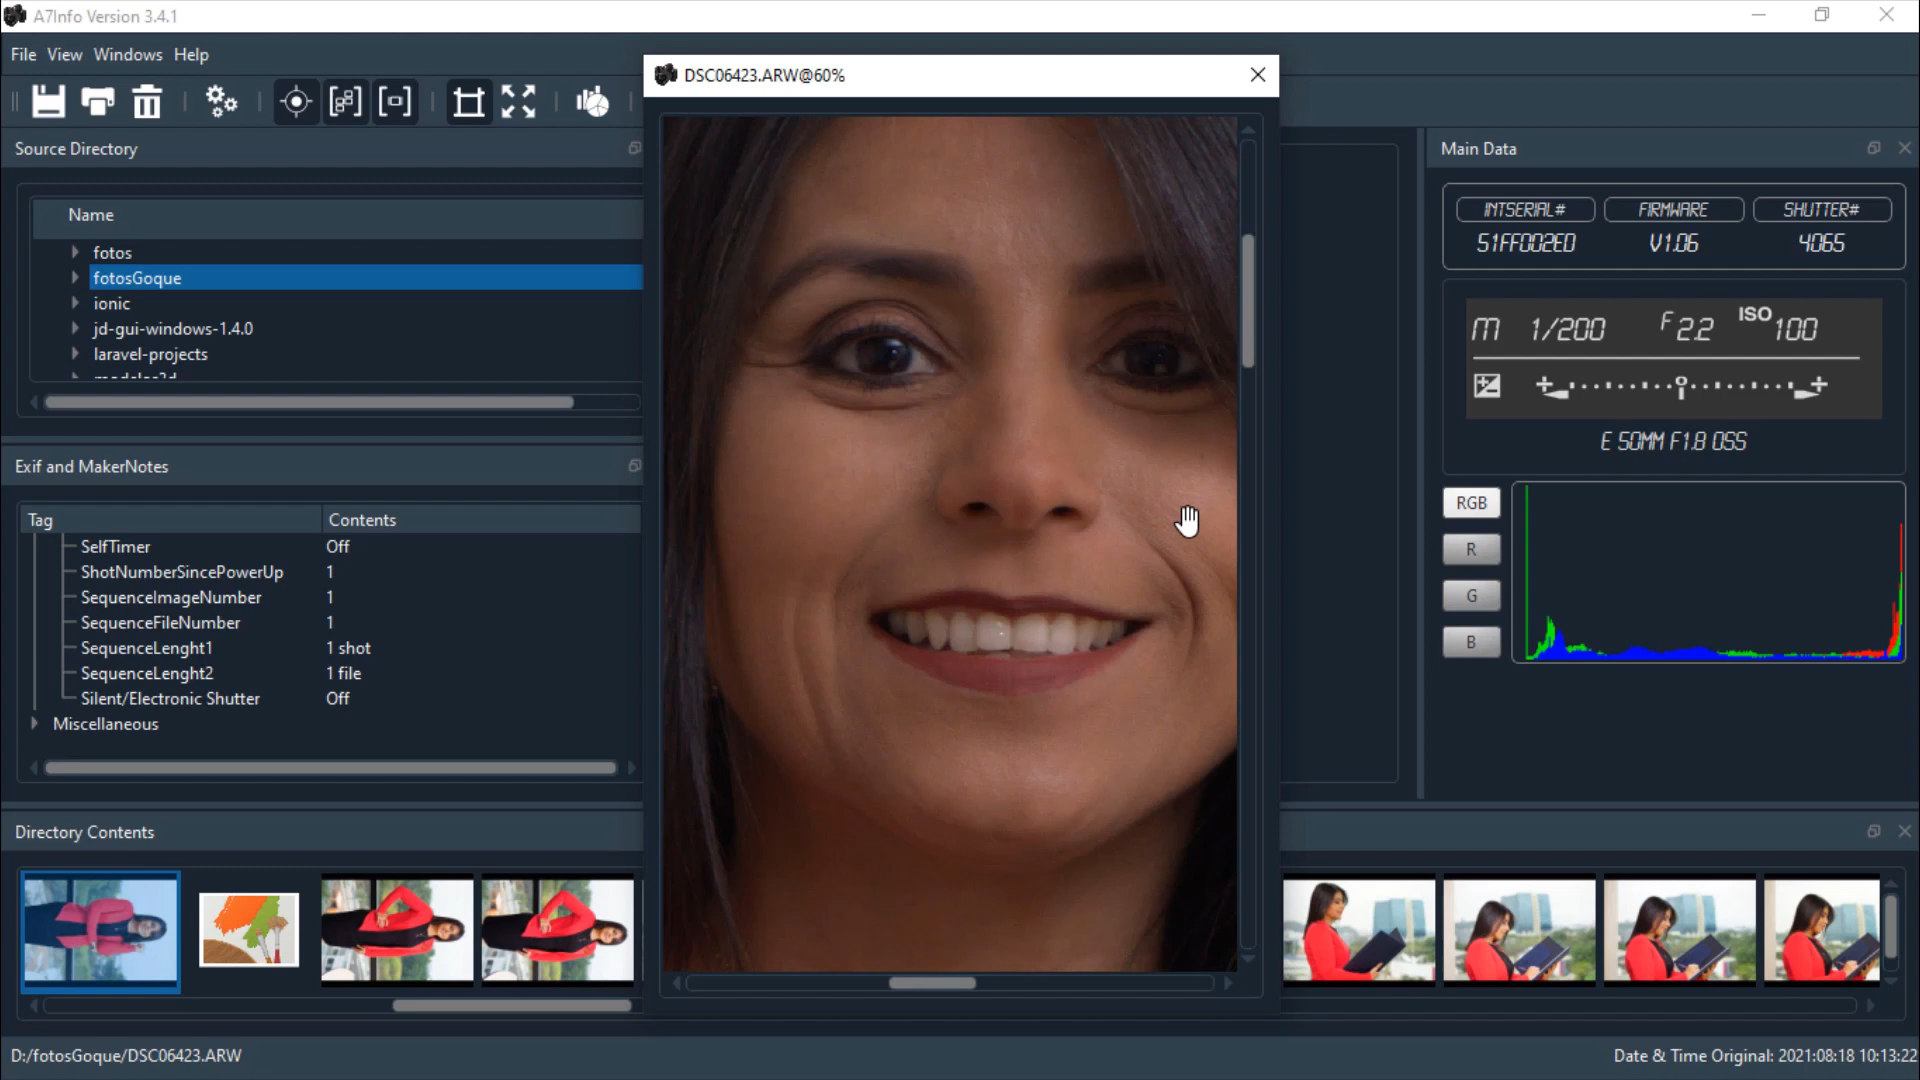 A7Info Version 3.4.1
File View Windows Help
DSC06423.ARW@60%
Source Directory
Name
fotos
fotosGoque
ionic
jd-gui-windows-1.4.0
laravel-projects
Exif and MakerNotes
Tag Contents
SelfTimer Off
ShotNumberSincePowerUp 1
SequenceImageNumber 1
SequenceFileNumber 1
SequenceLenght1 1 shot
SequenceLenght2 1 file
Silent/Electronic Shutter Off
Miscellaneous
Main Data
INTSERIAL# FIRMWARE SHUTTER#
51FF002ED V1.06 4065
M 1/200 F2.2 ISO 100
E 50MM F1.8 OSS
RGB
R
G
B
Directory Contents
D:/fotosGoque/DSC06423.ARW
Date & Time Original: 2021:08:18 10:13:22